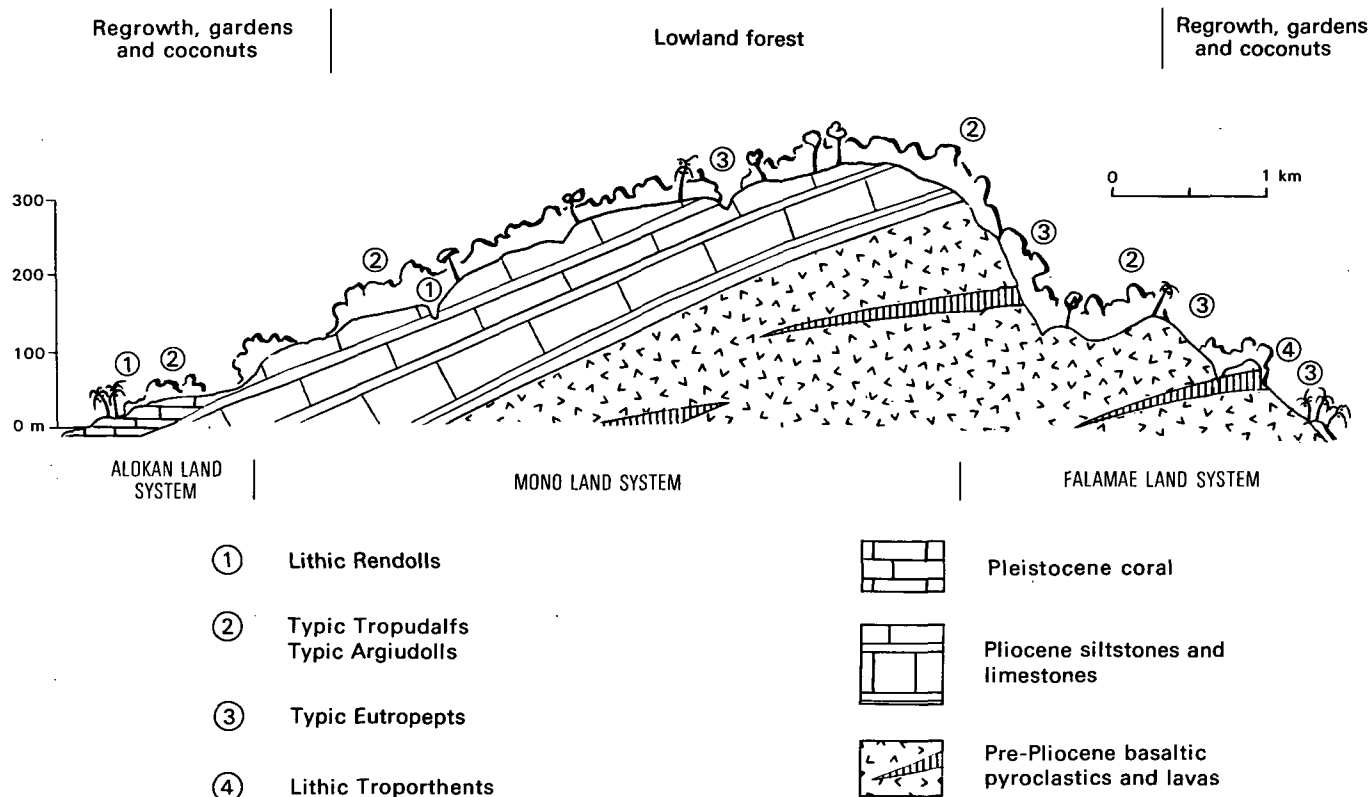 Regrowth, gardens
and coconuts
Lowland forest
Regrowth, gardens
and coconuts
②
③
0 1 km
300
200
100
0 m
②
①
③
②
③
① ②
④
③
ALOKAN LAND
SYSTEM
MONO LAND SYSTEM
FALAMAE LAND SYSTEM
① Lithic Rendolls
② Typic Tropudalfs
Typic Argiudolls
③ Typic Eutropepts
④ Lithic Troporthents
Pleistocene coral
Pliocene siltstones and
limestones
Pre-Pliocene basaltic
pyroclastics and lavas